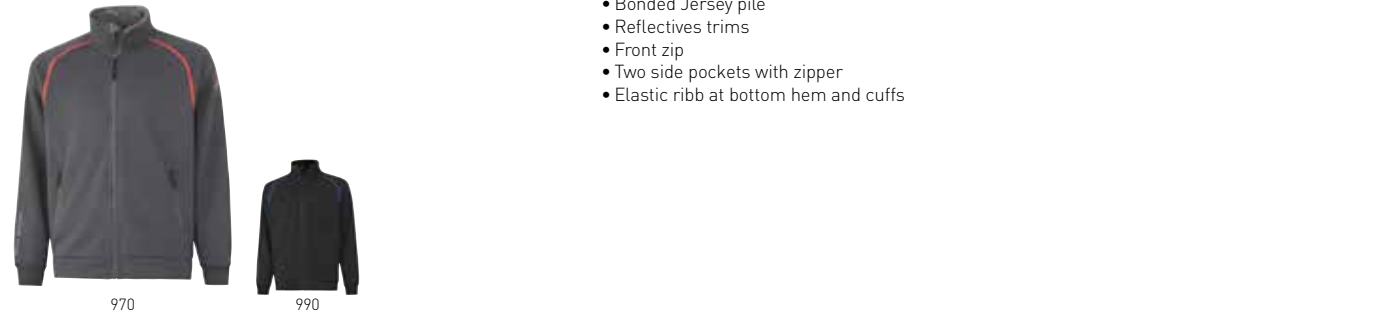 • Bonded Jersey pile
• Reflectives trims
• Front zip
• Two side pockets with zipper
• Elastic ribb at bottom hem and cuffs
970
990